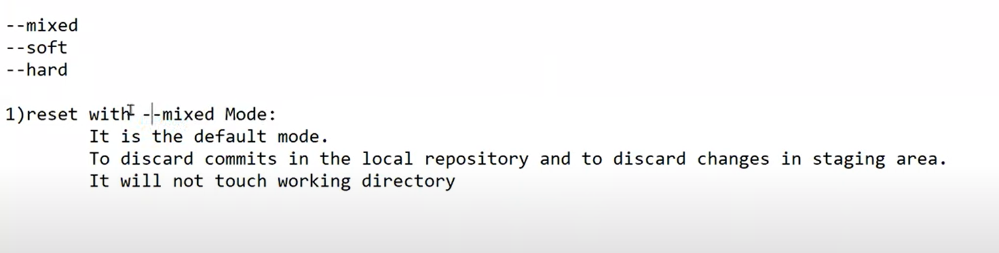 --mixed
--soft
--hard
1)reset with --mixed Mode:
It is the default mode.
To discard commits in the local repository and to discard changes in staging area.
It will not touch working directory